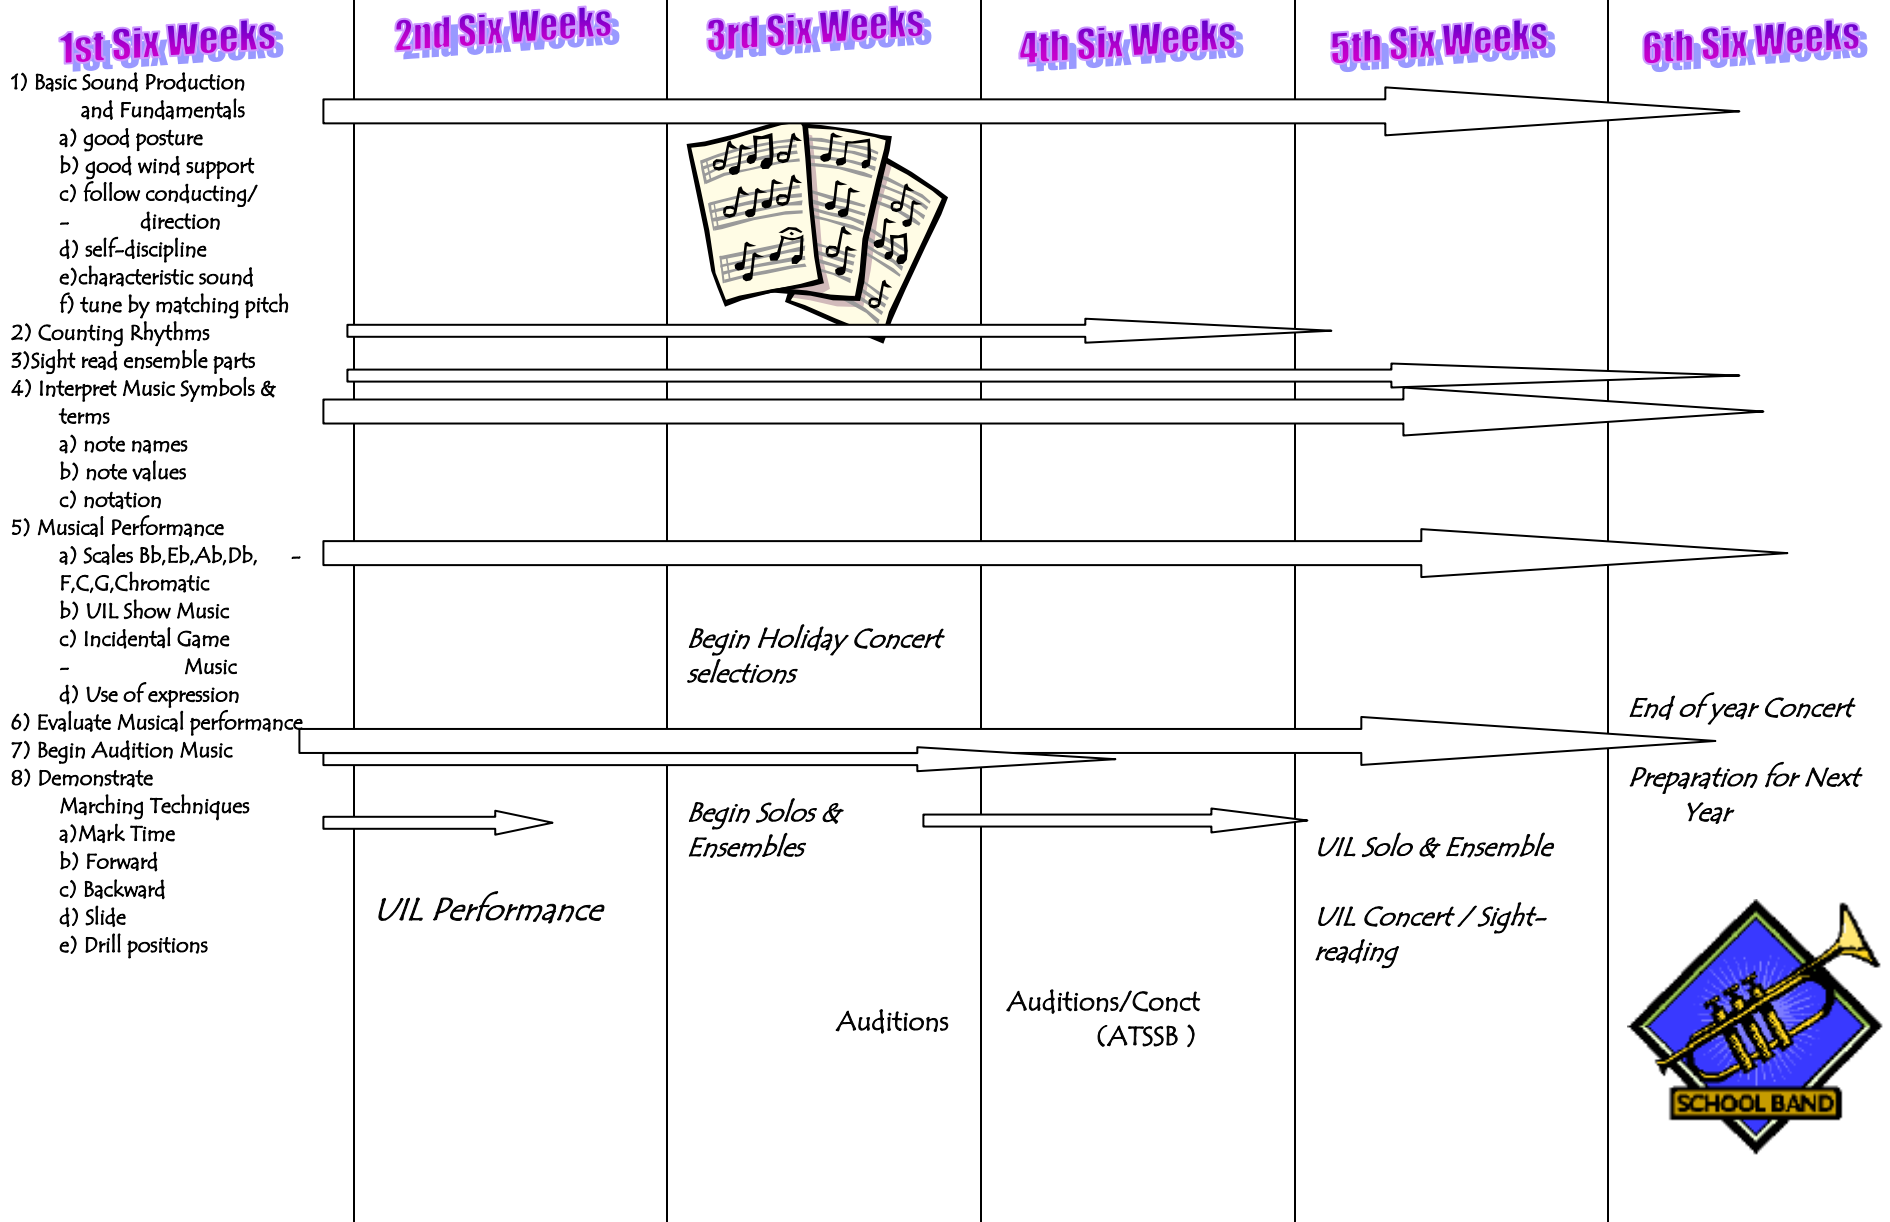 1st Six Weeks
1) Basic Sound Production
and Fundamentals
a) good posture
b) good wind support
c) follow conducting/
- direction
d) self-discipline
e)characteristic sound
f) tune by matching pitch
2) Counting Rhythms
3)Sight read ensemble parts
4) Interpret Music Symbols &
terms
a) note names
b) note values
c) notation
5) Musical Performance
a) Scales Bb,Eb,Ab,Db, -
F,C,G,Chromatic
b) UIL Show Music
c) Incidental Game
- Music
d) Use of expression
6) Evaluate Musical performance
7) Begin Audition Music
8) Demonstrate
Marching Techniques
a)Mark Time
b) Forward
c) Backward
d) Slide
e) Drill positions
2nd Six Weeks
UIL Performance
3rd Six Weeks
Begin Holiday Concert
selections
Begin Solos &
Ensembles
Auditions
4th Six Weeks
Auditions/Conct
(ATSSB )
5th Six Weeks
UIL Solo & Ensemble
UIL Concert / Sight-
reading
6th Six Weeks
End of year Concert
Preparation for Next
Year
SCHOOL BAND